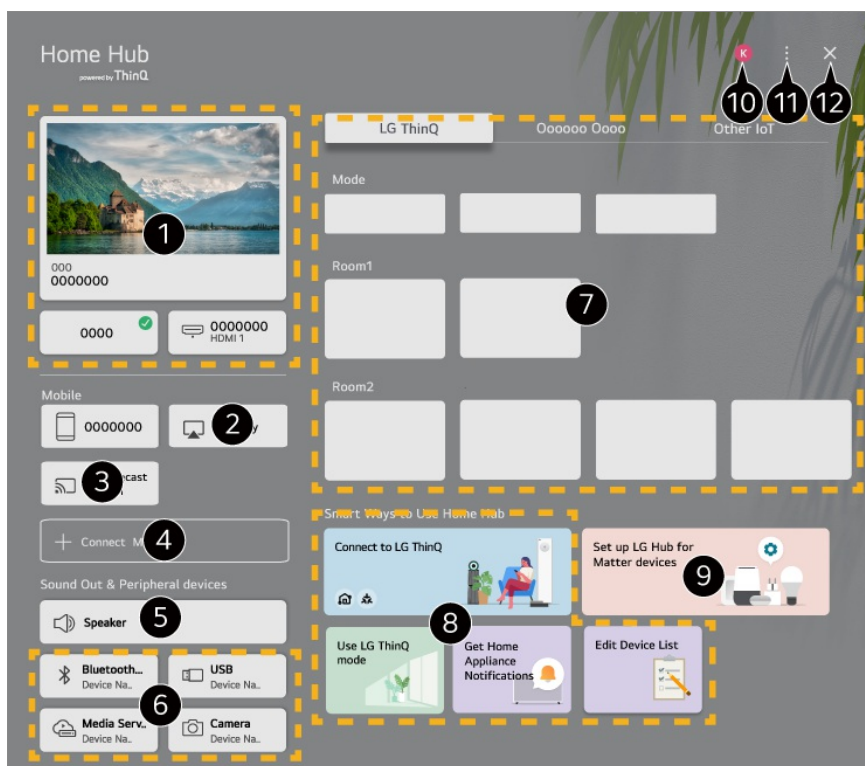 Home Hub
powered by ThinQ
K
10
11
12
LG ThinQ
Oooooo Oooo
Other IoT
1
000
0000000
0000
0000000
HDMI 1
Mode
Room1
7
Room2
Mobile
0000000
2
y
3
cast
+ Connect M
4
Sound Out & Peripheral devices
Speaker
5
Bluetooth...
Device Na..
USB
Device Na..
6
Media Serv..
Device Na..
Camera
Device Na..
Smart Ways to Use Home Hub
Connect to LG ThinQ
8
Set up LG Hub for
Matter devices
9
Use LG ThinQ
mode
Get Home
Appliance
Notifications
Edit Device List